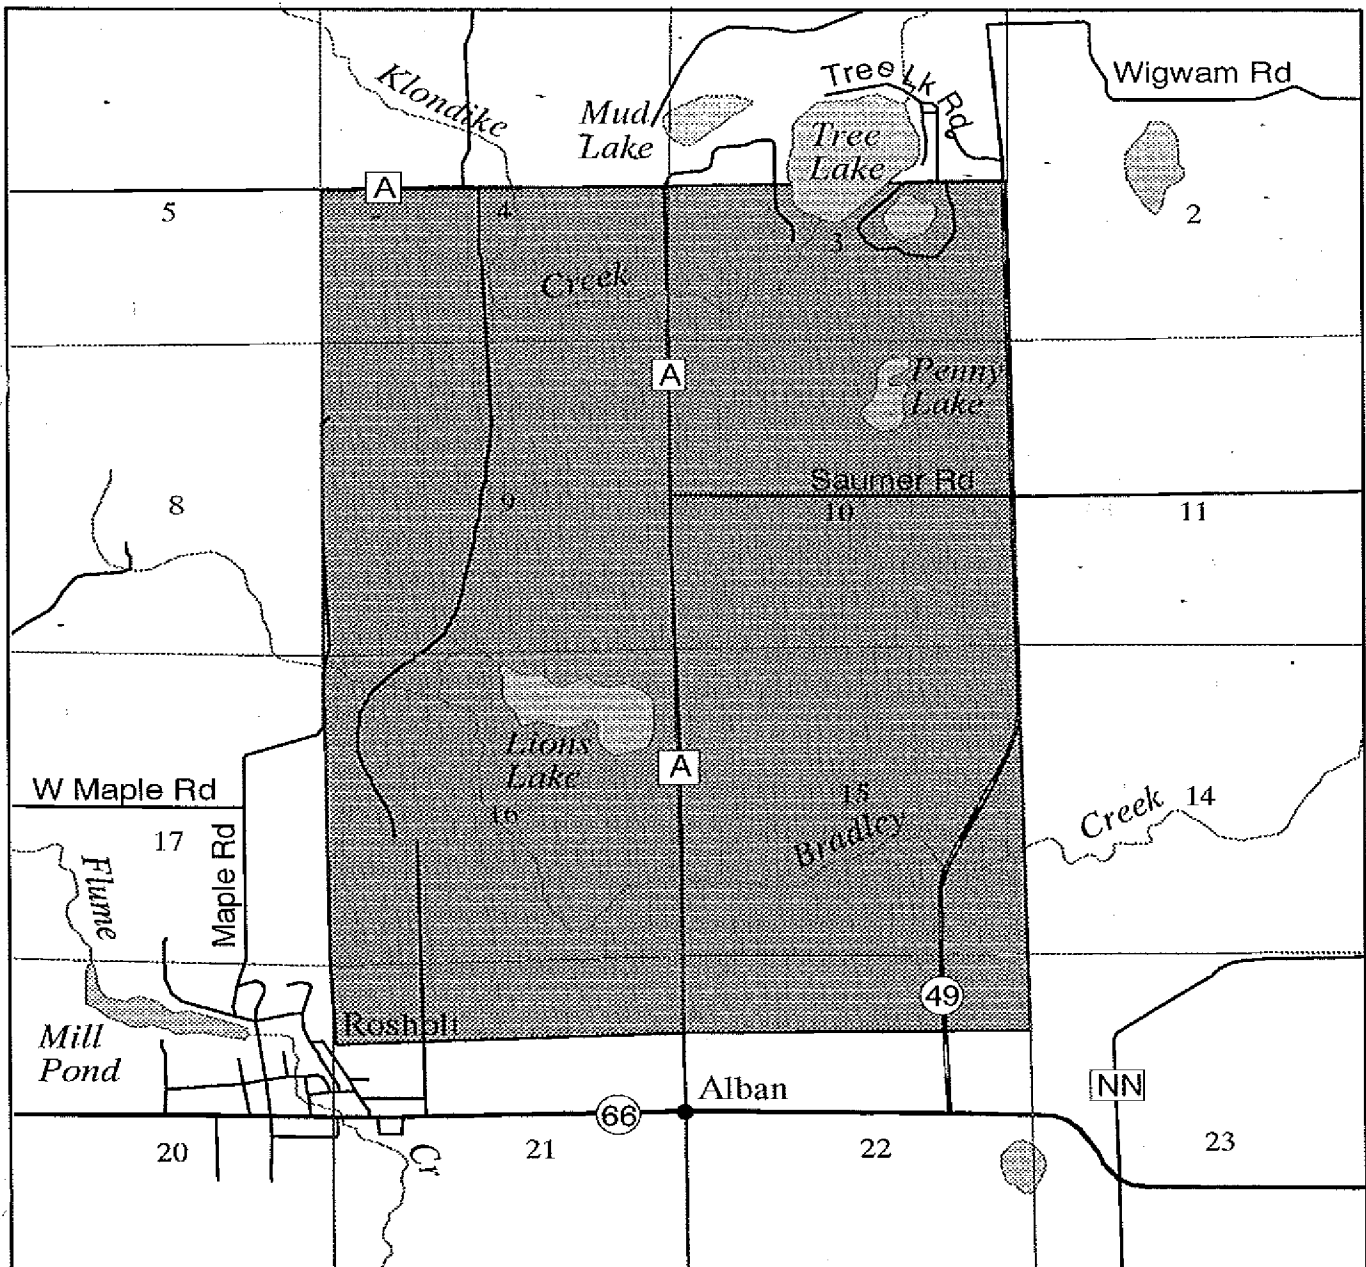 Klondike
Tree Lk Rd
Wigwam Rd
Mud
Lake
Tree
Lake
A
5
4
3
2
Creek
A
Penny
Lake
Saumer Rd
8
9
10
11
Lions
Lake
A
W Maple Rd
15
Creek
14
16
Bradley
17
Maple Rd
Flume
49
Rosholt
Mill
Pond
Alban
NN
66
20
21
22
23
Cr